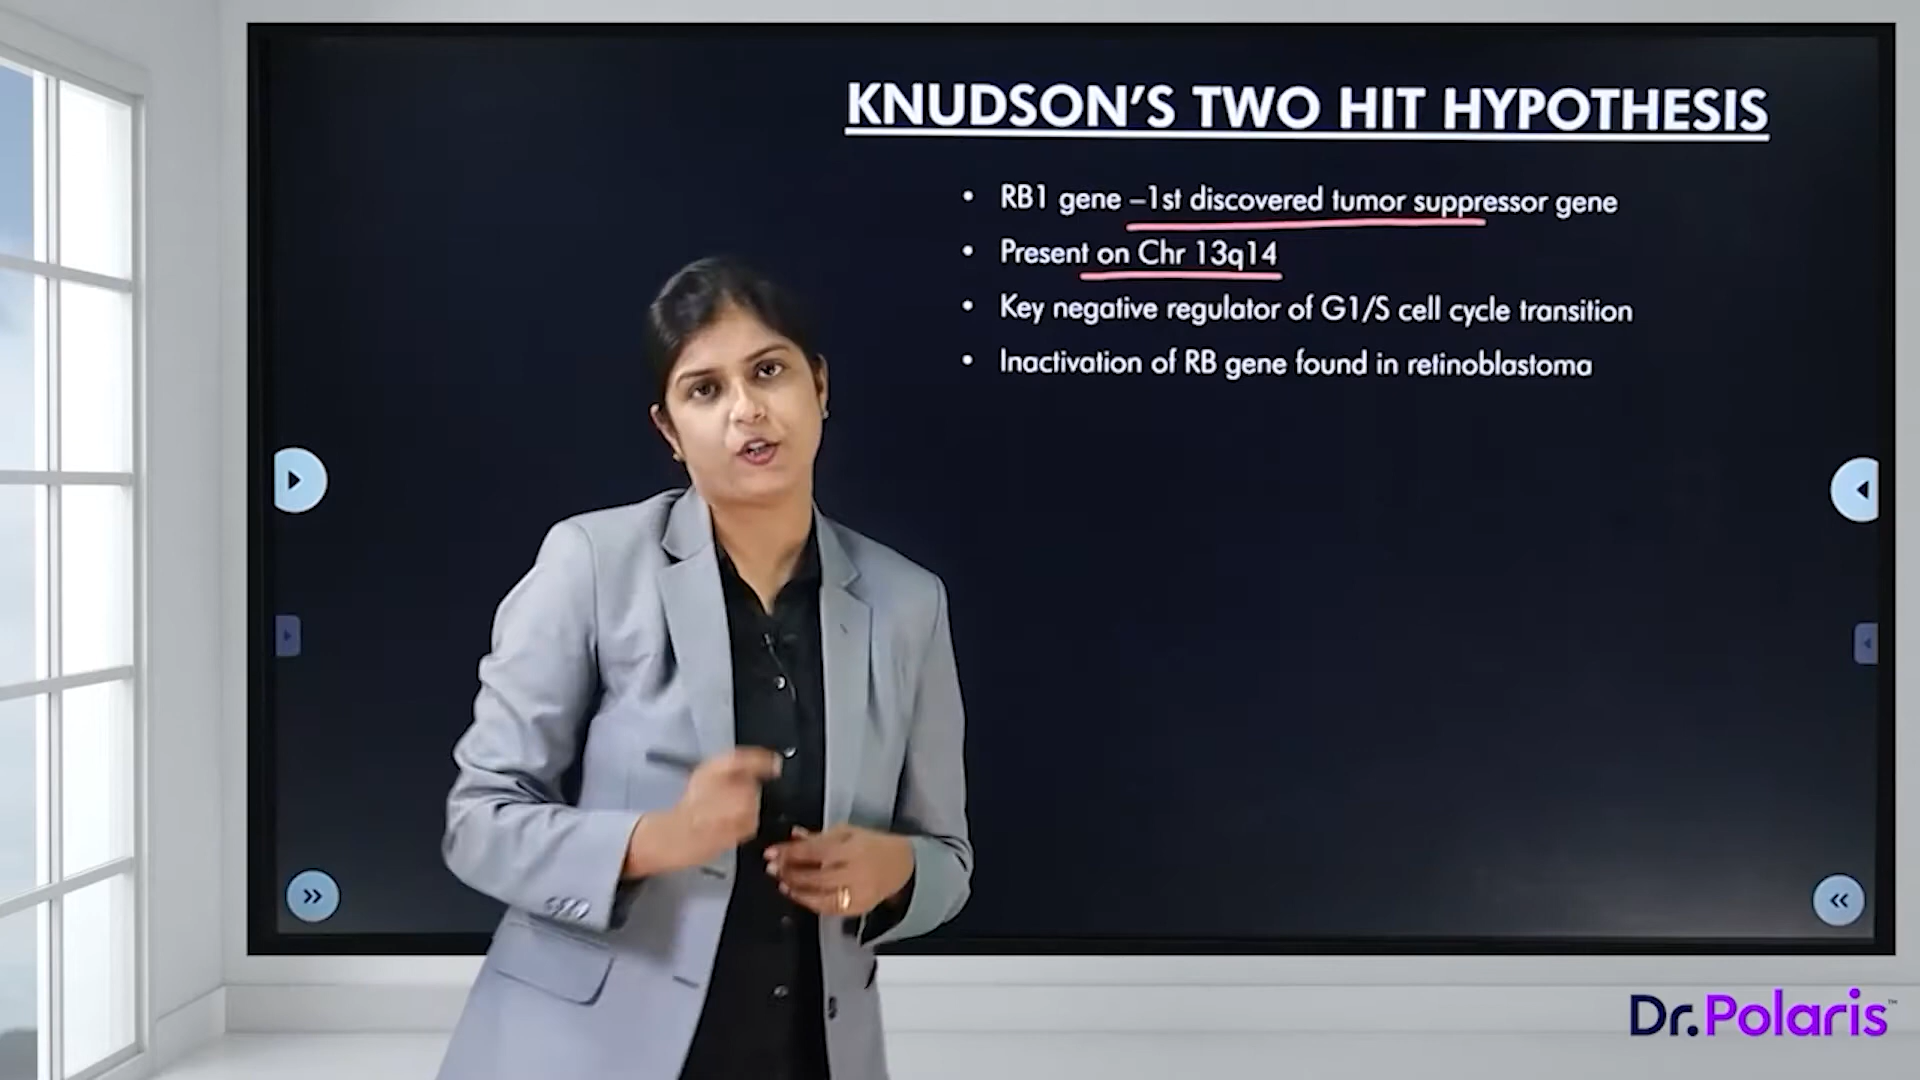 KNUDSON'S TWO HIT HYPOTHESIS
• RB1 gene –1st discovered tumor suppressor gene
• Present on Chr 13q14
• Key negative regulator of G1/S cell cycle transition
• Inactivation of RB gene found in retinoblastoma
Dr.Polaris™